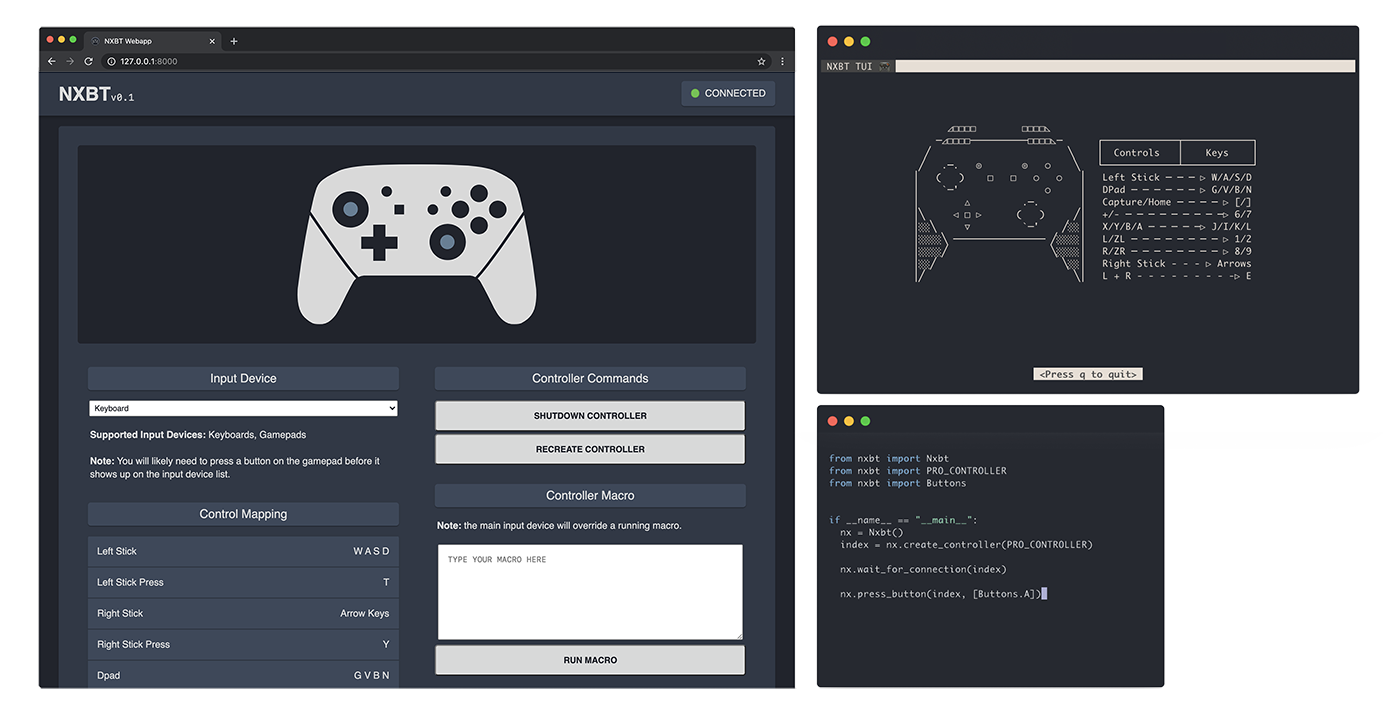 NXBT Webapp
127.0.0.1:8000
NXBTv0.1
CONNECTED
Input Device
Keyboard
Supported Input Devices: Keyboards, Gamepads
Note: You will likely need to press a button on the gamepad before it
shows up on the input device list.
Control Mapping
Left Stick W A S D
Left Stick Press T
Right Stick Arrow Keys
Right Stick Press Y
Dpad G V B N
Controller Commands
SHUTDOWN CONTROLLER
RECREATE CONTROLLER
Controller Macro
Note: the main input device will override a running macro.
TYPE YOUR MACRO HERE
RUN MACRO
NXBT TUI
Controls Keys
Left Stick − − − ▷ W/A/S/D
DPad − − − − − − ▷ G/V/B/N
Capture/Home − − − − ▷ [/]
+/- − − − − − − − − ▷ 6/7
X/Y/B/A − − − − − ▷ J/I/K/L
L/ZL − − − − − − − − ▷ 1/2
R/ZR − − − − − − − − ▷ 8/9
Right Stick - - - ▷ Arrows
L + R - - - - - - - - -▷ E
<Press q to quit>
from nxbt import Nxbt
from nxbt import PRO_CONTROLLER
from nxbt import Buttons
if __name__ == "__main__":
nx = Nxbt()
index = nx.create_controller(PRO_CONTROLLER)
nx.wait_for_connection(index)
nx.press_button(index, [Buttons.A])